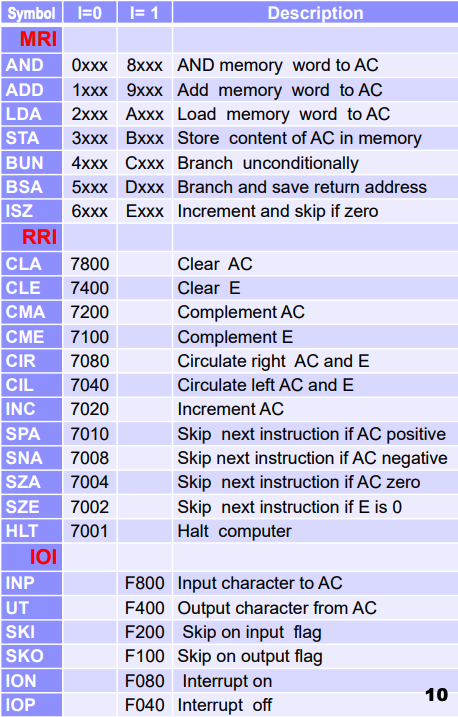 Symbol I=0 I= 1 Description
MRI
AND 0xxx 8xxx AND memory word to AC
ADD 1xxx 9xxx Add memory word to AC
LDA 2xxx Axxx Load memory word to AC
STA 3xxx Bxxx Store content of AC in memory
BUN 4xxx Cxxx Branch unconditionally
BSA 5xxx Dxxx Branch and save return address
ISZ 6xxx Exxx Increment and skip if zero
RRI
CLA 7800 Clear AC
CLE 7400 Clear E
CMA 7200 Complement AC
CME 7100 Complement E
CIR 7080 Circulate right AC and E
CIL 7040 Circulate left AC and E
INC 7020 Increment AC
SPA 7010 Skip next instruction if AC positive
SNA 7008 Skip next instruction if AC negative
SZA 7004 Skip next instruction if AC zero
SZE 7002 Skip next instruction if E is 0
HLT 7001 Halt computer
IOI
INP F800 Input character to AC
UT F400 Output character from AC
SKI F200 Skip on input flag
SKO F100 Skip on output flag
ION F080 Interrupt on
IOP F040 Interrupt off
10